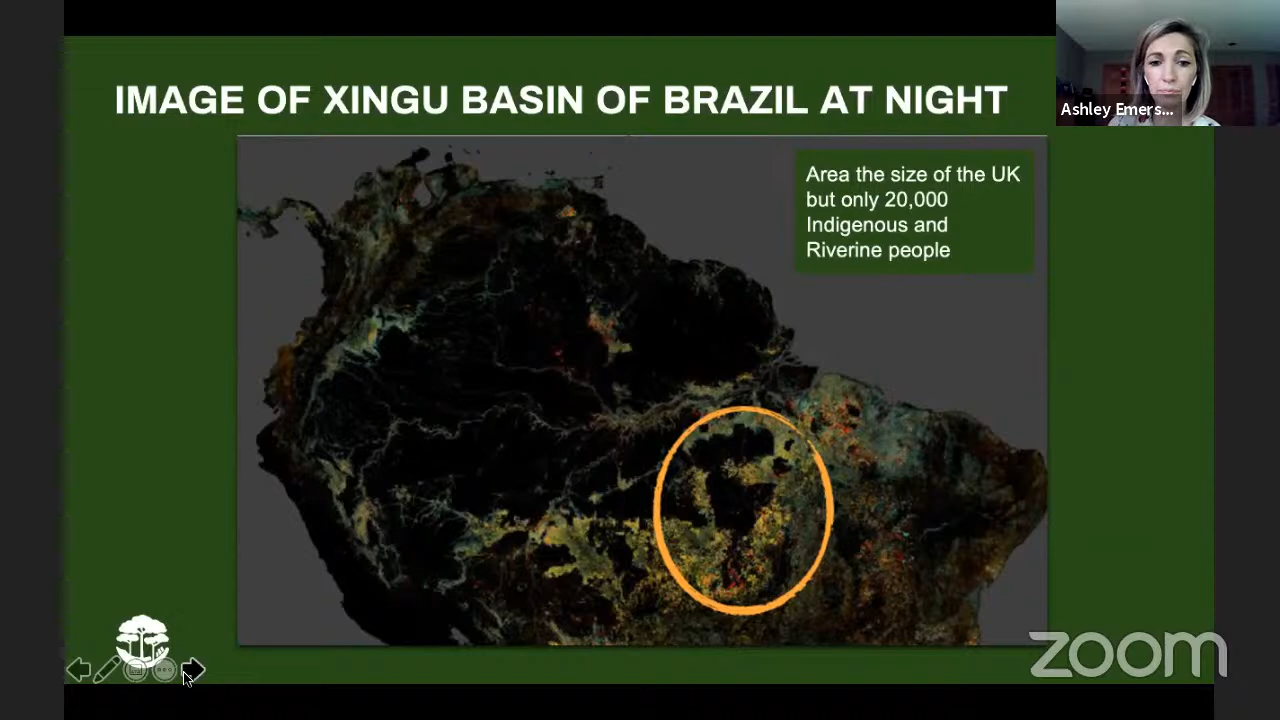 IMAGE OF XINGU BASIN OF BRAZIL AT NIGHT
Ashley Emers...
Area the size of the UK
but only 20,000
Indigenous and
Riverine people
zoom